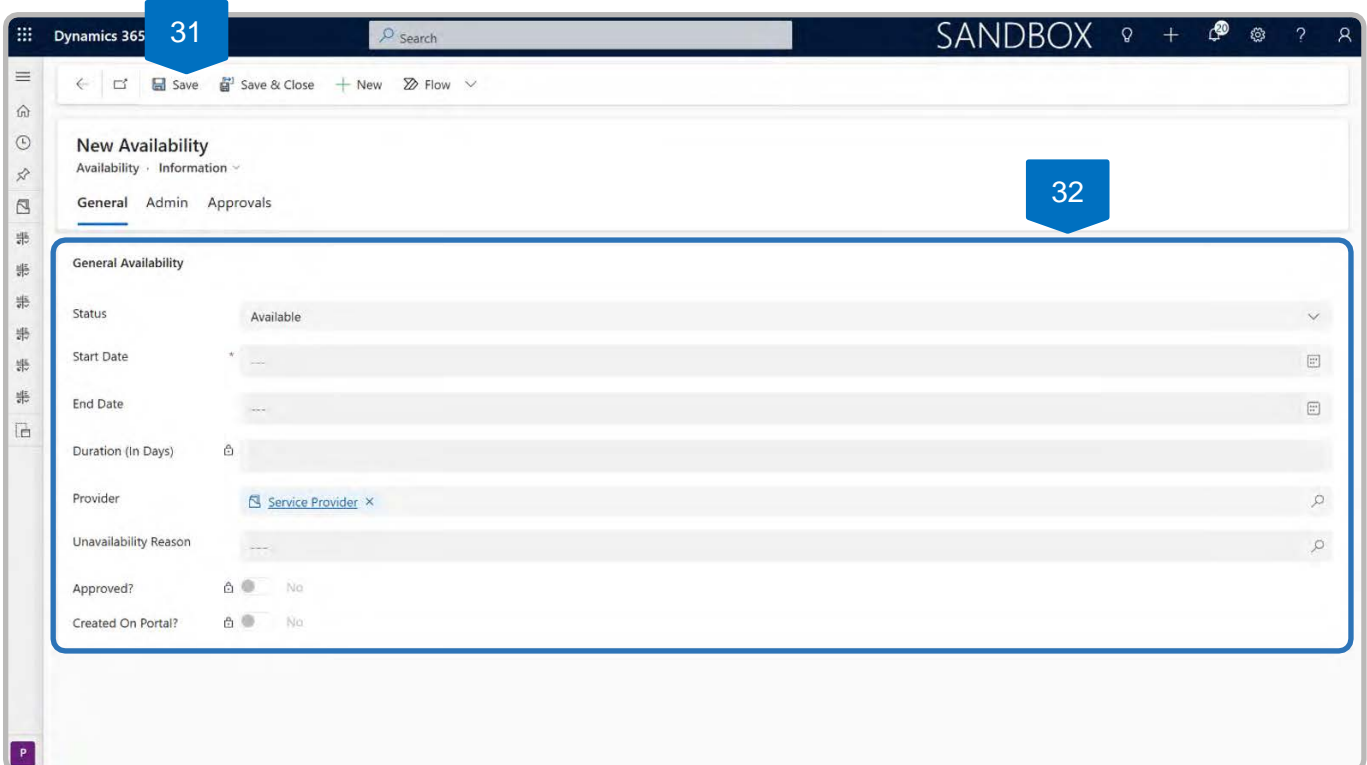 31
Dynamics 365
Search
SANDBOX
20
Save
Save & Close
New
Flow
New Availability
Availability · Information
32
General Admin Approvals
General Availability
Status
Available
Start Date * ---
End Date ---
Duration (In Days)
Provider
Service Provider ×
Unavailability Reason ---
Approved? No
Created On Portal? No
P